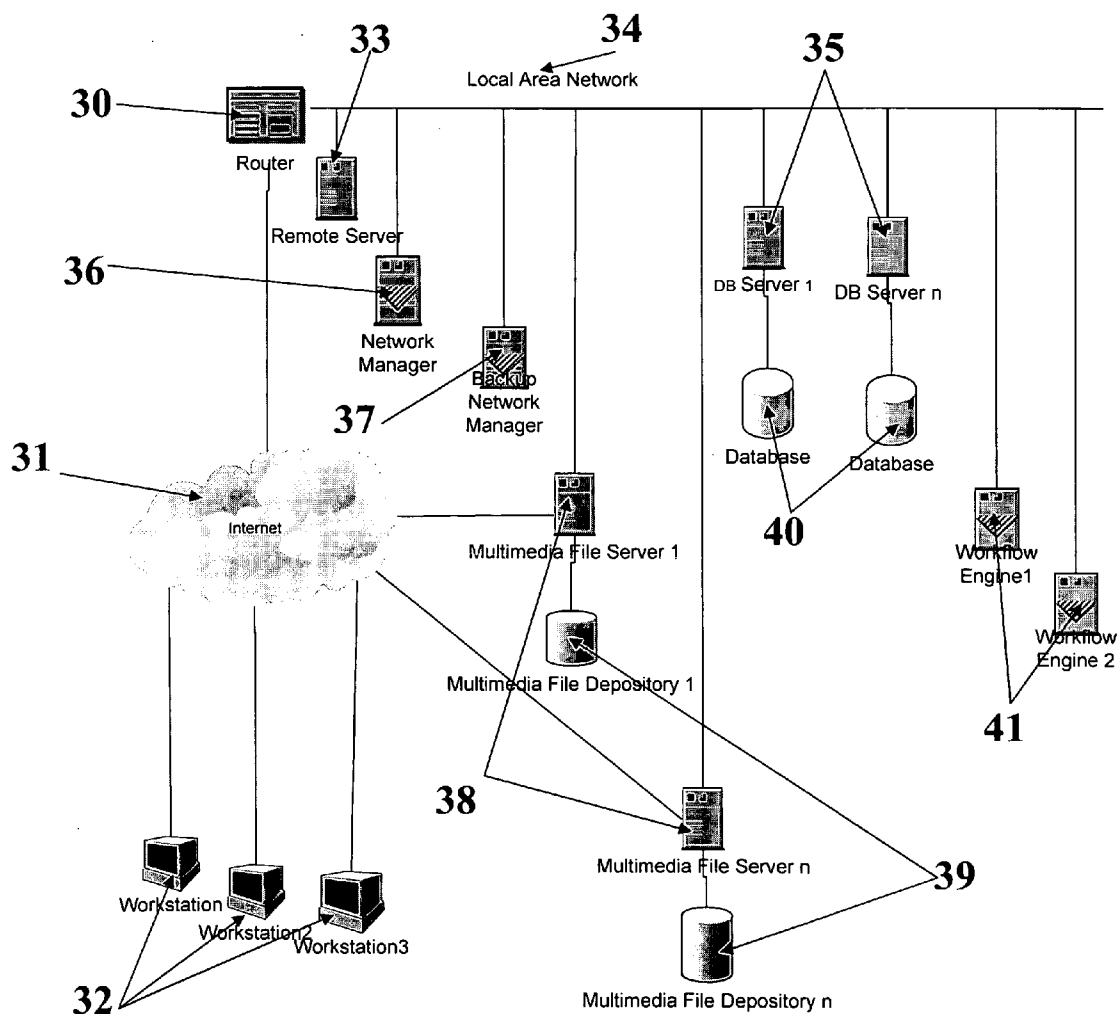 33
34
35
Local Area Network
30
Router
Remote Server
36
DB Server 1
DB Server n
Network
Manager
Backup
Network
Manager
37
31
Database
Database
Internet
40
Multimedia File Server 1
Workflow
Engine1
Workflow
Engine 2
Multimedia File Depository 1
41
38
Multimedia File Server n
39
Workstation
Workstation2
Workstation3
32
Multimedia File Depository n